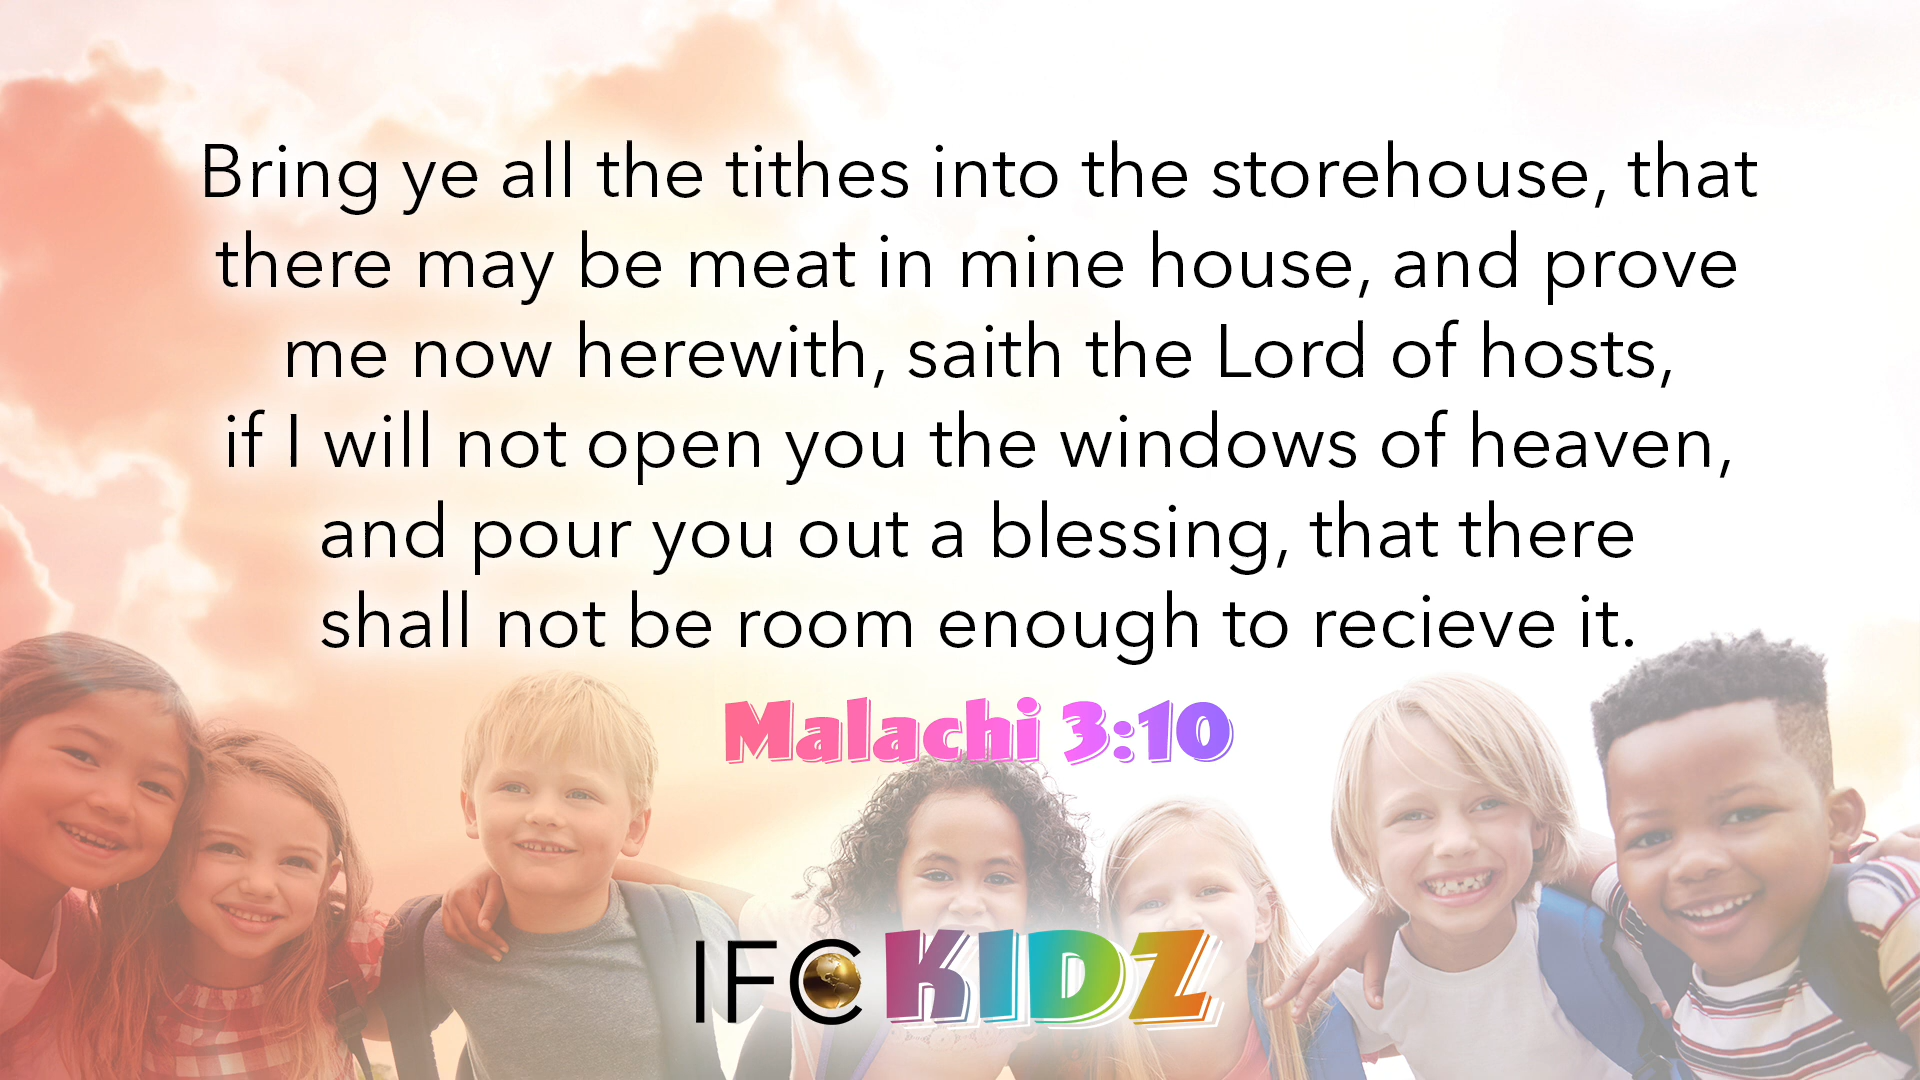 Bring ye all the tithes into the storehouse, that
there may be meat in mine house, and prove
me now herewith, saith the Lord of hosts,
if I will not open you the windows of heaven,
and pour you out a blessing, that there
shall not be room enough to recieve it.
Malachi 3:10
IFC KIDZ